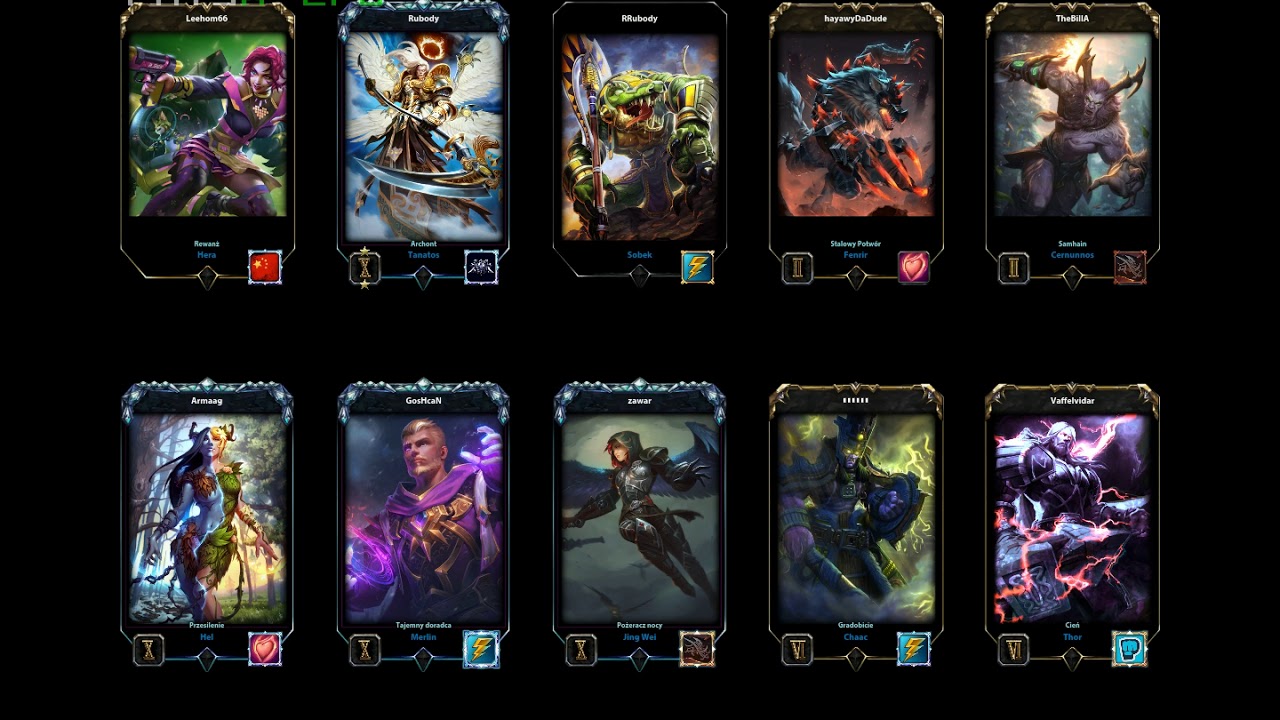 Leehom66
Rewanż
Hera
Rubody
Archont
Tanatos
X
RRubody
Sobek
hayawyDaDude
Stalowy Potwór
Fenrir
II
TheBillA
Samhain
Cernunnos
II
Armaag
Przesilenie
Hel
X
GosHcaN
Tajemny doradca
Merlin
X
zawar
Pożeracz nocy
Jing Wei
X
Gradobicie
Chaac
VI
Vaffelvidar
Cień
Thor
VI